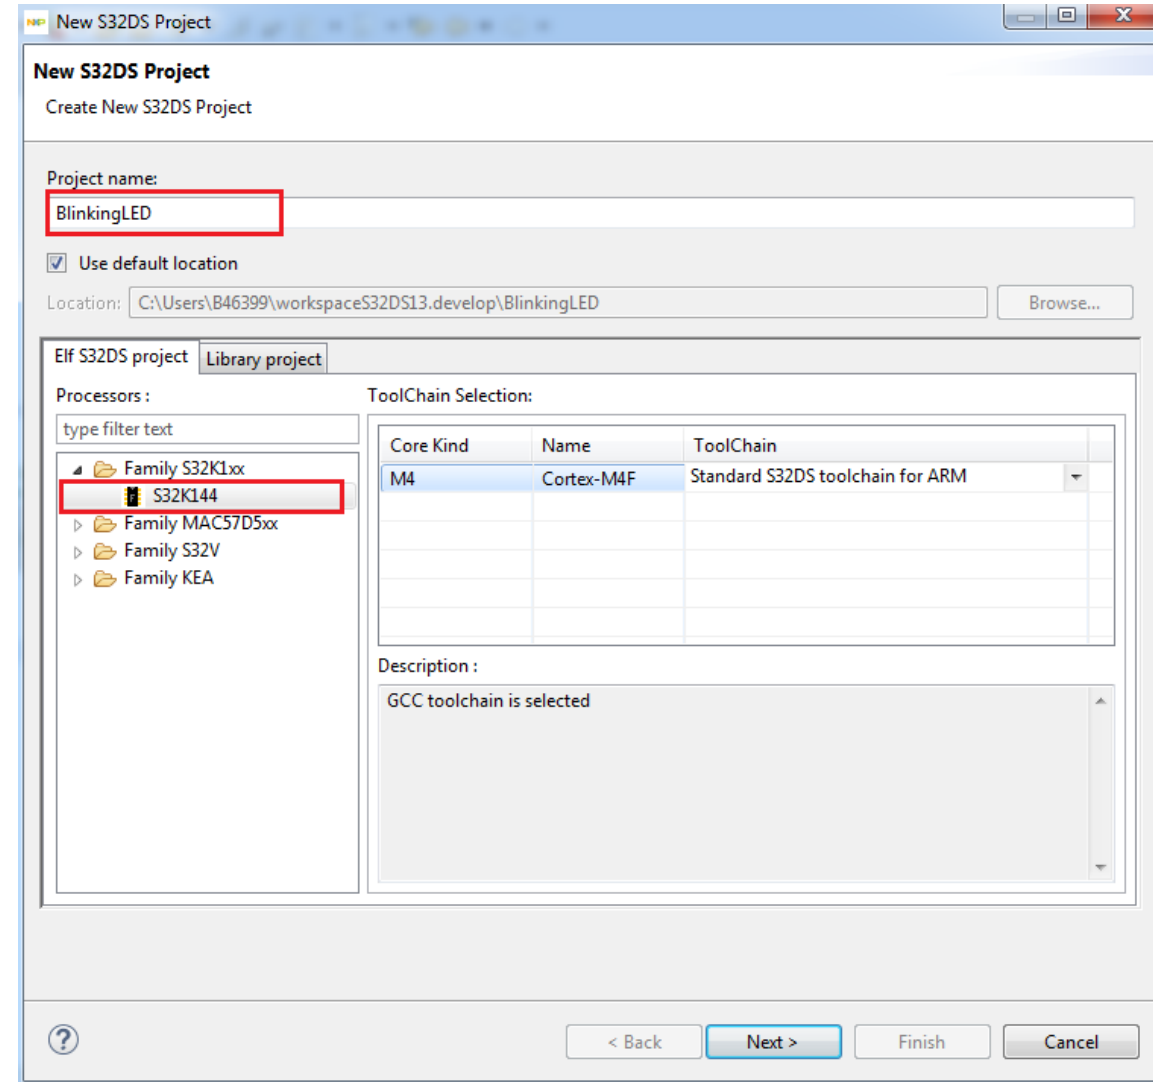 NXP New S32DS Project
New S32DS Project
Create New S32DS Project
Project name:
BlinkingLED
Use default location
Location: C:\Users\B46399\workspaceS32DS13.develop\BlinkingLED Browse...
Elf S32DS project Library project
Processors : ToolChain Selection:
type filter text
Core Kind Name ToolChain
Family S32K1xx
M4 Cortex-M4F Standard S32DS toolchain for ARM
S32K144
Family MAC57D5xx
Family S32V
Family KEA
Description :
GCC toolchain is selected
? < Back Next > Finish Cancel